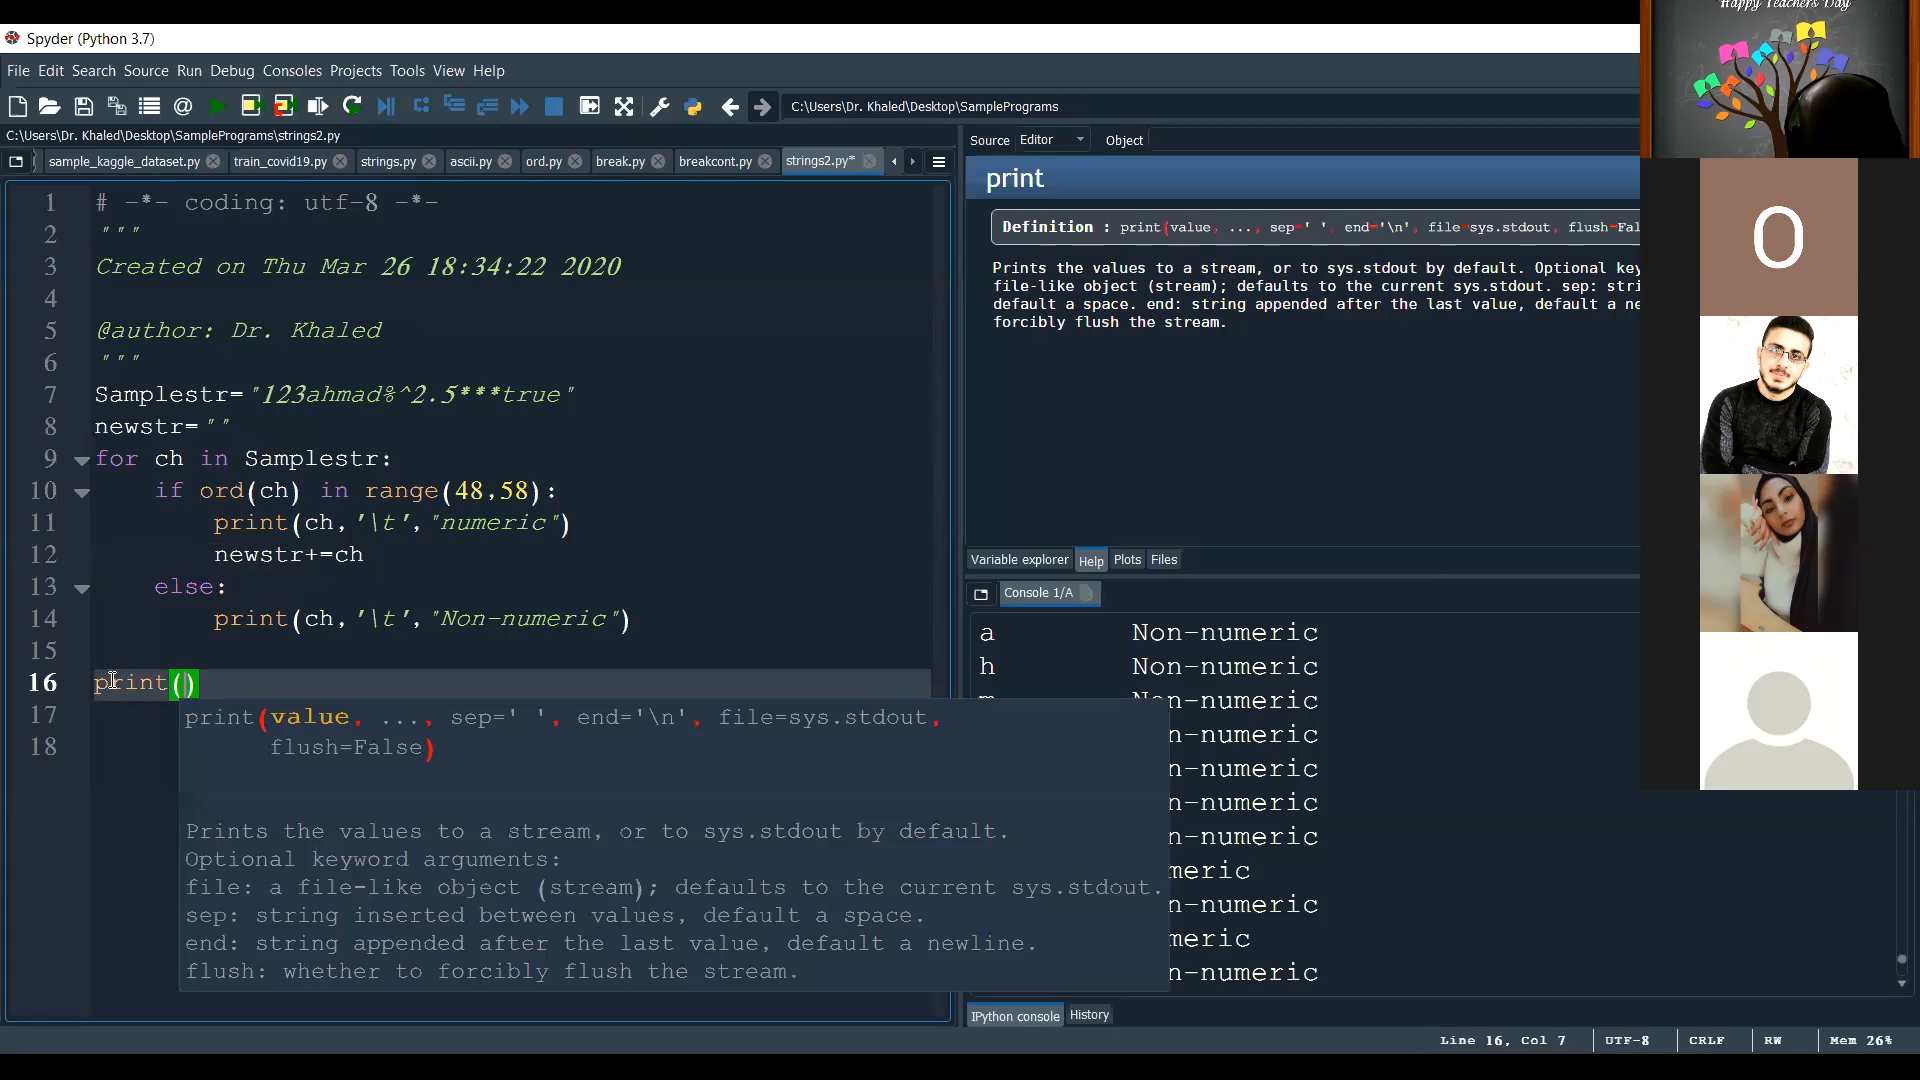 Spyder (Python 3.7)
File Edit Search Source Run Debug Consoles Projects Tools View Help
C:\Users\Dr. Khaled\Desktop\SamplePrograms
C:\Users\Dr. Khaled\Desktop\SamplePrograms\strings2.py
sample_kaggle_dataset.py train_covid19.py strings.py ascii.py ord.py break.py breakcont.py strings2.py*
1 # -*- coding: utf-8 -*-
2 """
3 Created on Thu Mar 26 18:34:22 2020
4
5 @author: Dr. Khaled
6 """
7 Samplestr="123ahmad%^2.5***true"
8 newstr=""
9 for ch in Samplestr:
10 if ord(ch) in range(48,58):
11 print(ch,'\t',"numeric")
12 newstr+=ch
13 else:
14 print(ch,'\t',"Non-numeric")
15
16 print()
17
18
print(value, ..., sep=' ', end='\n', file=sys.stdout,
flush=False)
Prints the values to a stream, or to sys.stdout by default.
Optional keyword arguments:
file: a file-like object (stream); defaults to the current sys.stdout.
sep: string inserted between values, default a space.
end: string appended after the last value, default a newline.
flush: whether to forcibly flush the stream.
Source Editor Object
print
Definition : print(value, ..., sep=' ', end='\n', file=sys.stdout, flush=Fal
Prints the values to a stream, or to sys.stdout by default. Optional key
file-like object (stream); defaults to the current sys.stdout. sep: stri
default a space. end: string appended after the last value, default a ne
forcibly flush the stream.
Variable explorer Help Plots Files
Console 1/A
a Non-numeric
h Non-numeric
Non-numeric
n-numeric
n-numeric
n-numeric
n-numeric
meric
n-numeric
meric
n-numeric
IPython console History
Line 16, Col 7 UTF-8 CRLF RW Mem 26%
Happy Teachers Day
O